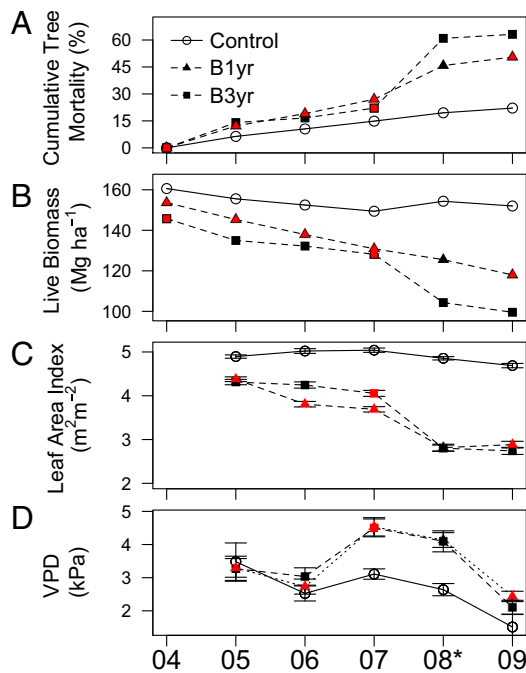 A
Cumulative Tree
Mortality (%)
60
45
30
15
0
Control
B1yr
B3yr
B
Live Biomass
(Mg ha⁻¹)
160
140
120
100
C
Leaf Area Index
(m²m⁻²)
5
4
3
2
D
VPD
(kPa)
5
4
3
2
04 05 06 07 08* 09